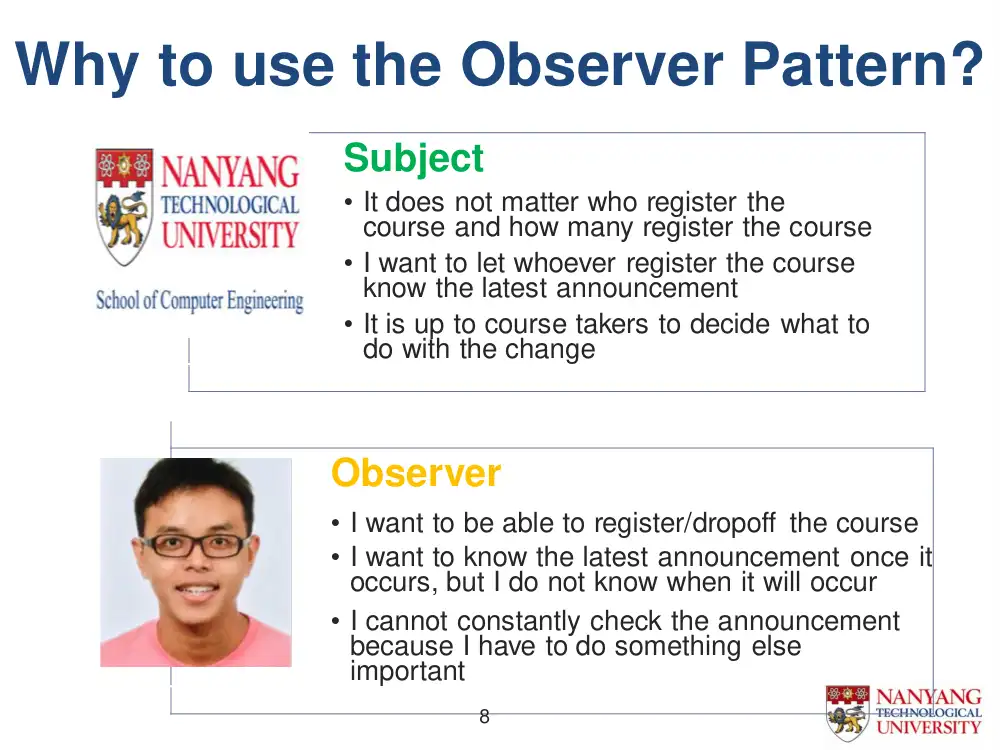 Why to use the Observer Pattern?
NANYANG
TECHNOLOGICAL
UNIVERSITY
School of Computer Engineering
Subject
• It does not matter who register the
course and how many register the course
• I want to let whoever register the course
know the latest announcement
• It is up to course takers to decide what to
do with the change
Observer
• I want to be able to register/dropoff the course
• I want to know the latest announcement once it
occurs, but I do not know when it will occur
• I cannot constantly check the announcement
because I have to do something else
important
8
NANYANG
TECHNOLOGICAL
UNIVERSITY